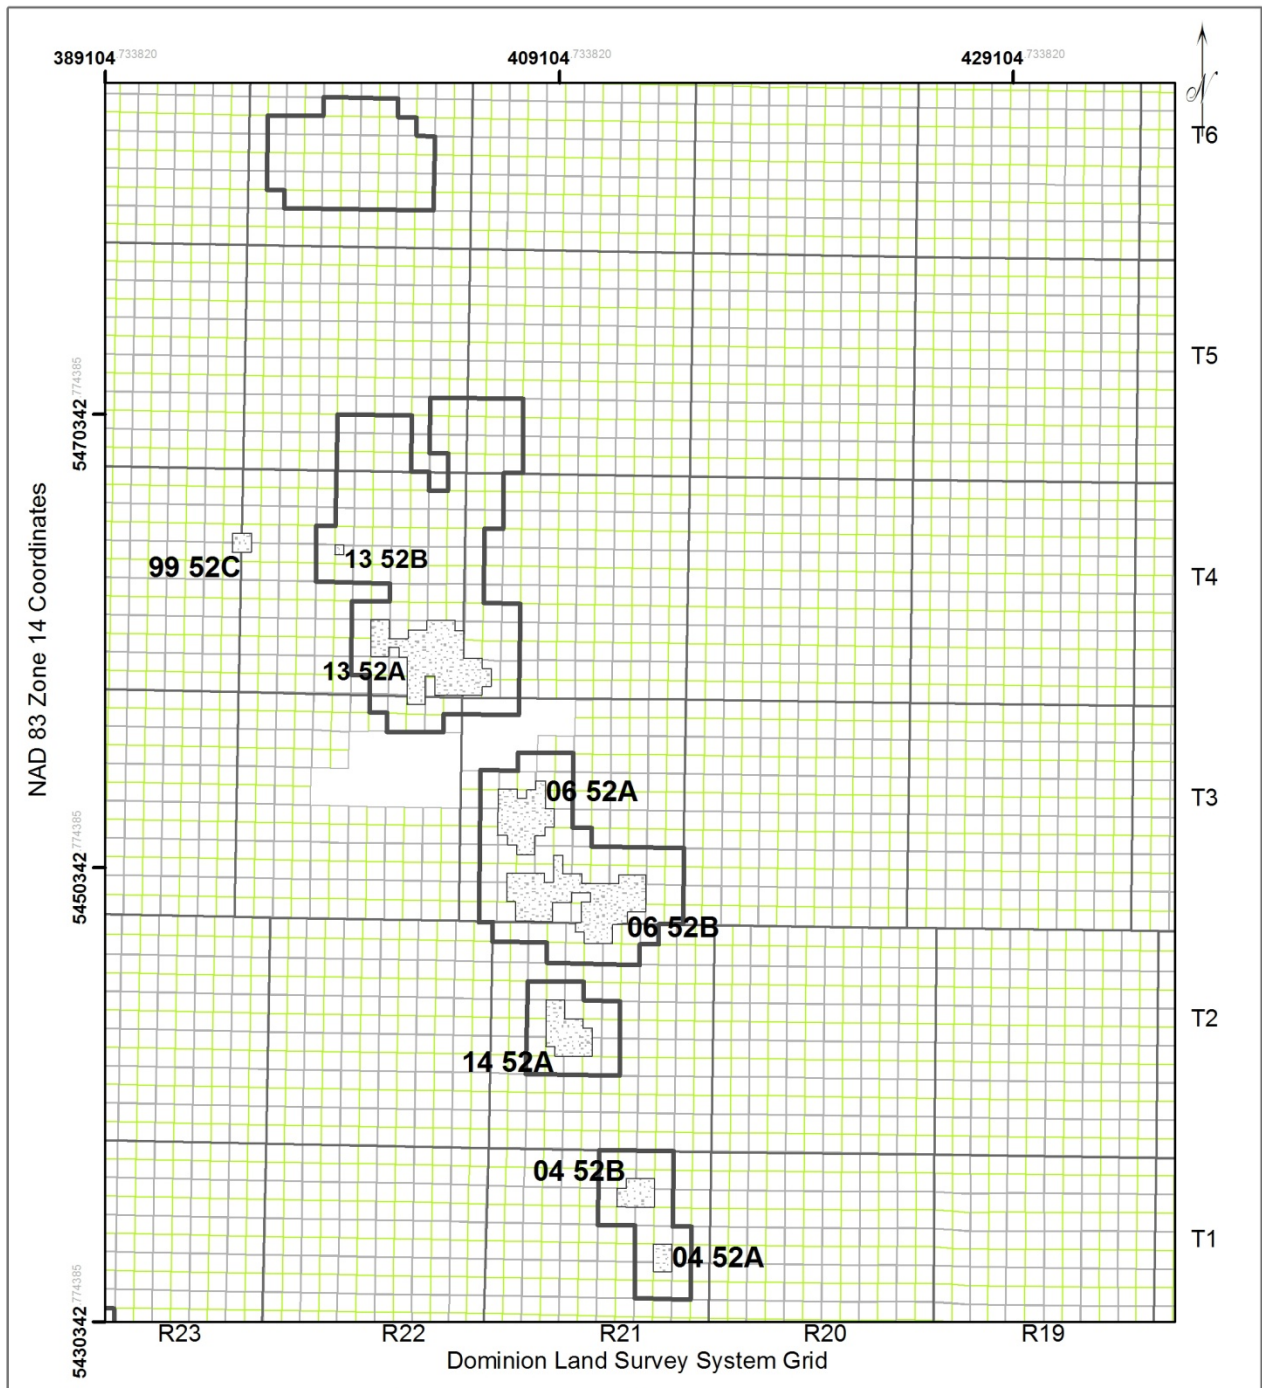 389104.733820 409104.733820 429104.733820
N
T6
T5
5470342.774385
NAD 83 Zone 14 Coordinates
99 52C
13 52B
T4
13 52A
06 52A
T3
5450342.774385
06 52B
T2
14 52A
04 52B
T1
04 52A
5430342.774385
R23 R22 R21 R20 R19
Dominion Land Survey System Grid